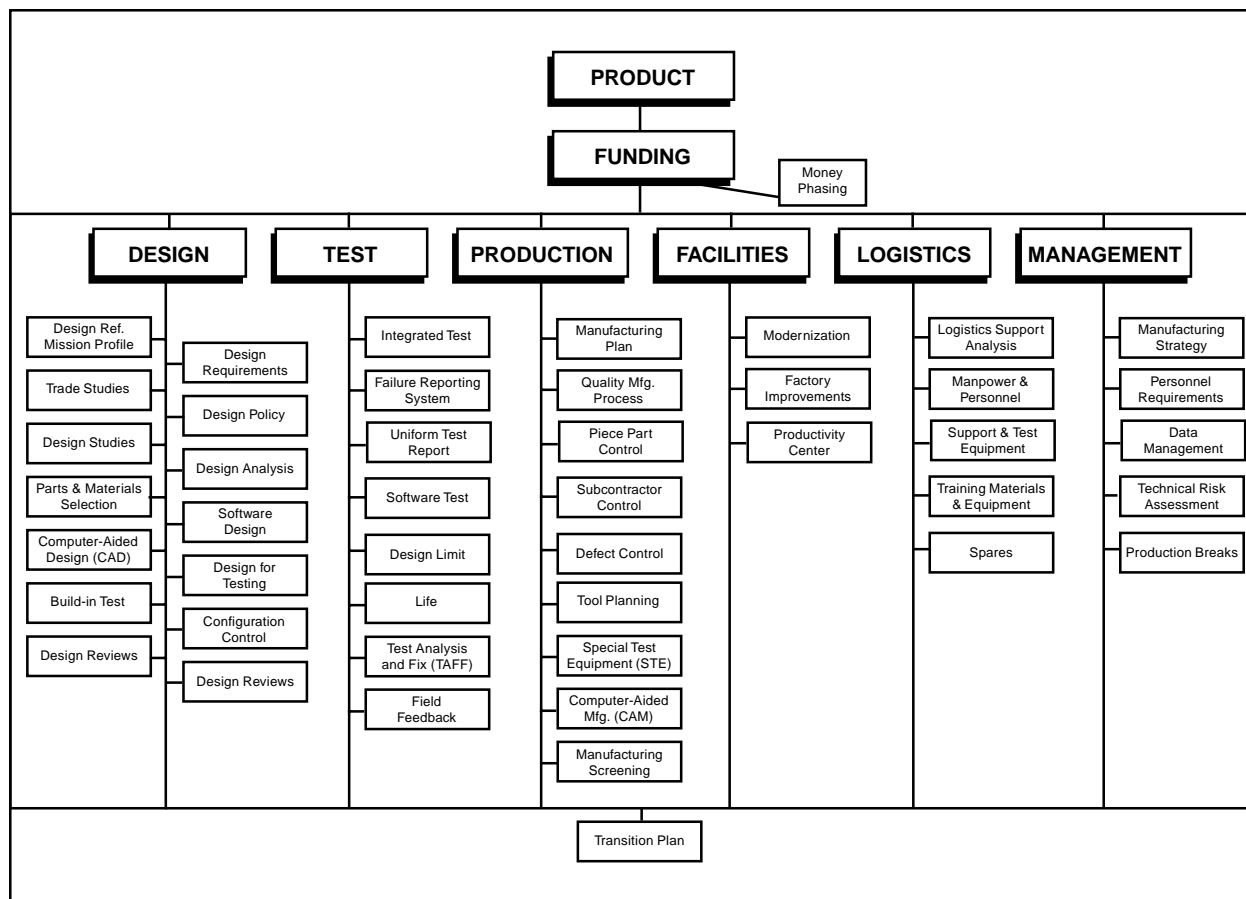 PRODUCT
FUNDING
Money
Phasing
DESIGN
TEST
PRODUCTION
FACILITIES
LOGISTICS
MANAGEMENT
Design Ref.
Mission Profile
Trade Studies
Design Studies
Parts & Materials
Selection
Computer-Aided
Design (CAD)
Build-in Test
Design Reviews
Design
Requirements
Design Policy
Design Analysis
Software
Design
Design for
Testing
Configuration
Control
Design Reviews
Integrated Test
Failure Reporting
System
Uniform Test
Report
Software Test
Design Limit
Life
Test Analysis
and Fix (TAFF)
Field
Feedback
Manufacturing
Plan
Quality Mfg.
Process
Piece Part
Control
Subcontractor
Control
Defect Control
Tool Planning
Special Test
Equipment (STE)
Computer-Aided
Mfg. (CAM)
Manufacturing
Screening
Modernization
Factory
Improvements
Productivity
Center
Logistics Support
Analysis
Manpower &
Personnel
Support & Test
Equipment
Training Materials
& Equipment
Spares
Manufacturing
Strategy
Personnel
Requirements
Data
Management
Technical Risk
Assessment
Production Breaks
Transition Plan